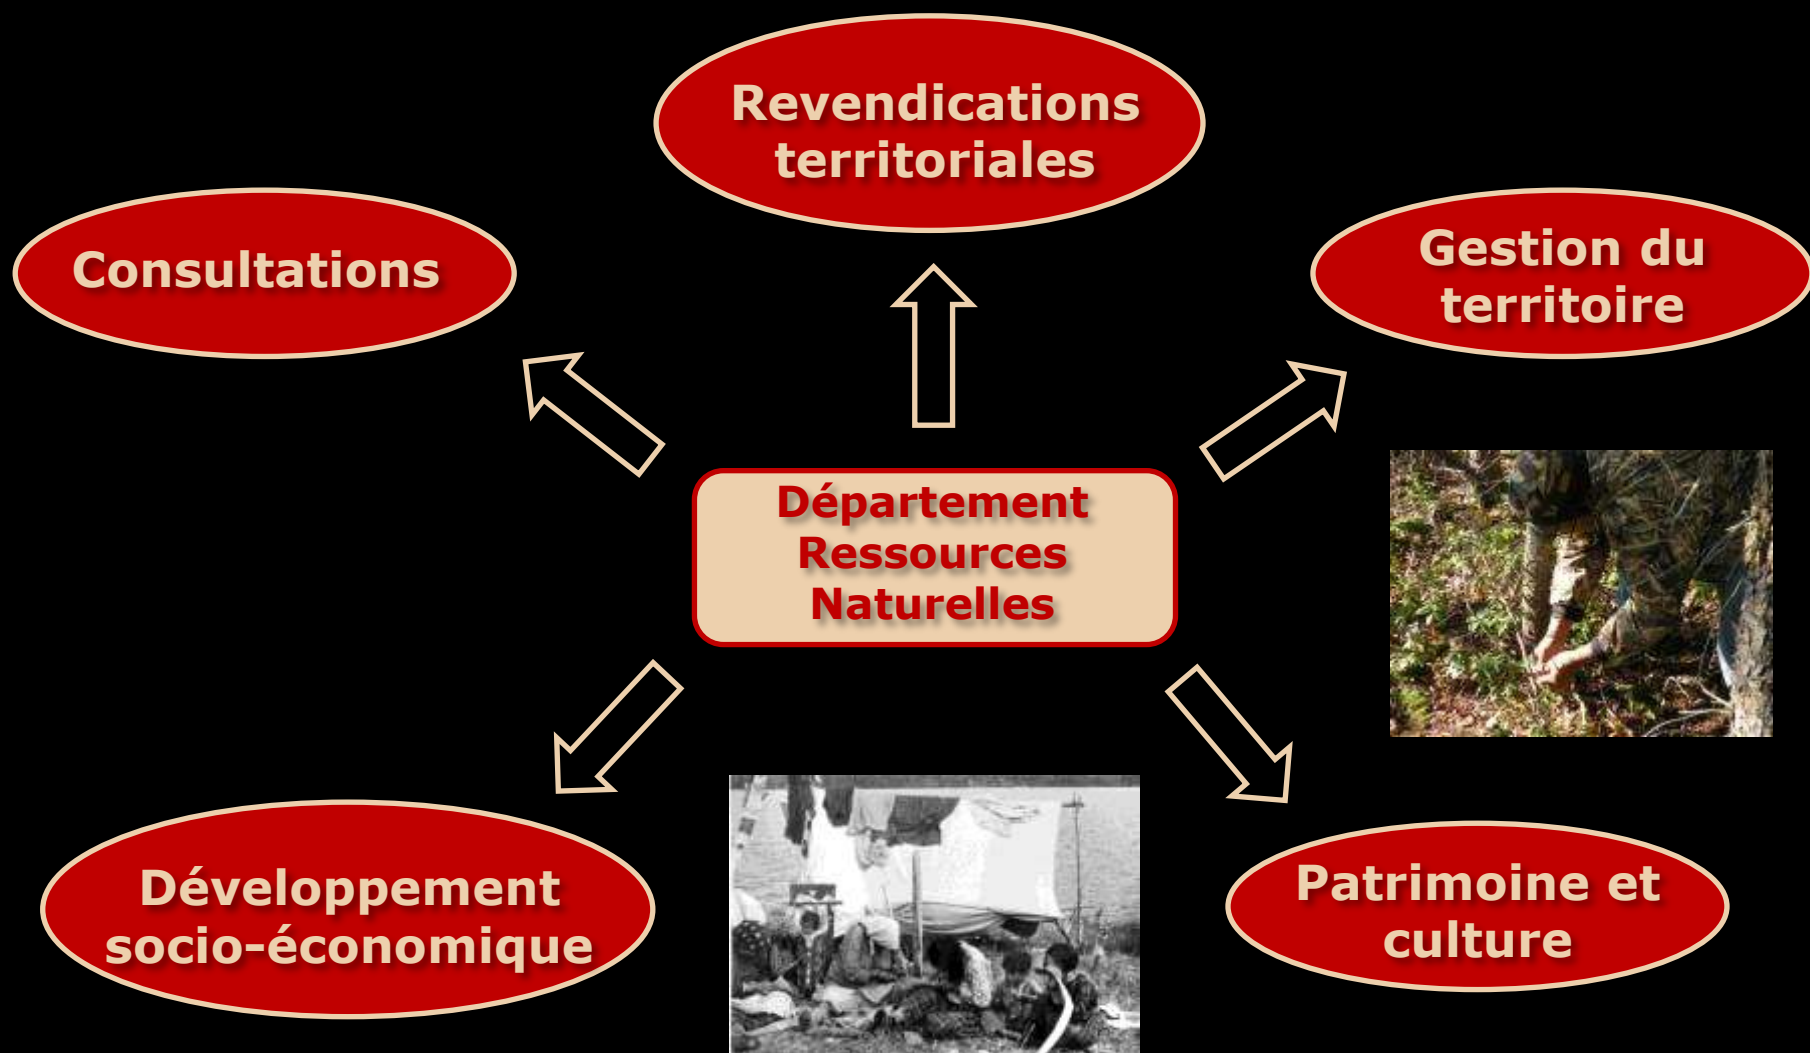 Revendications
territoriales
Consultations
Gestion du
territoire
Département
Ressources
Naturelles
Développement
socio-économique
Patrimoine et
culture